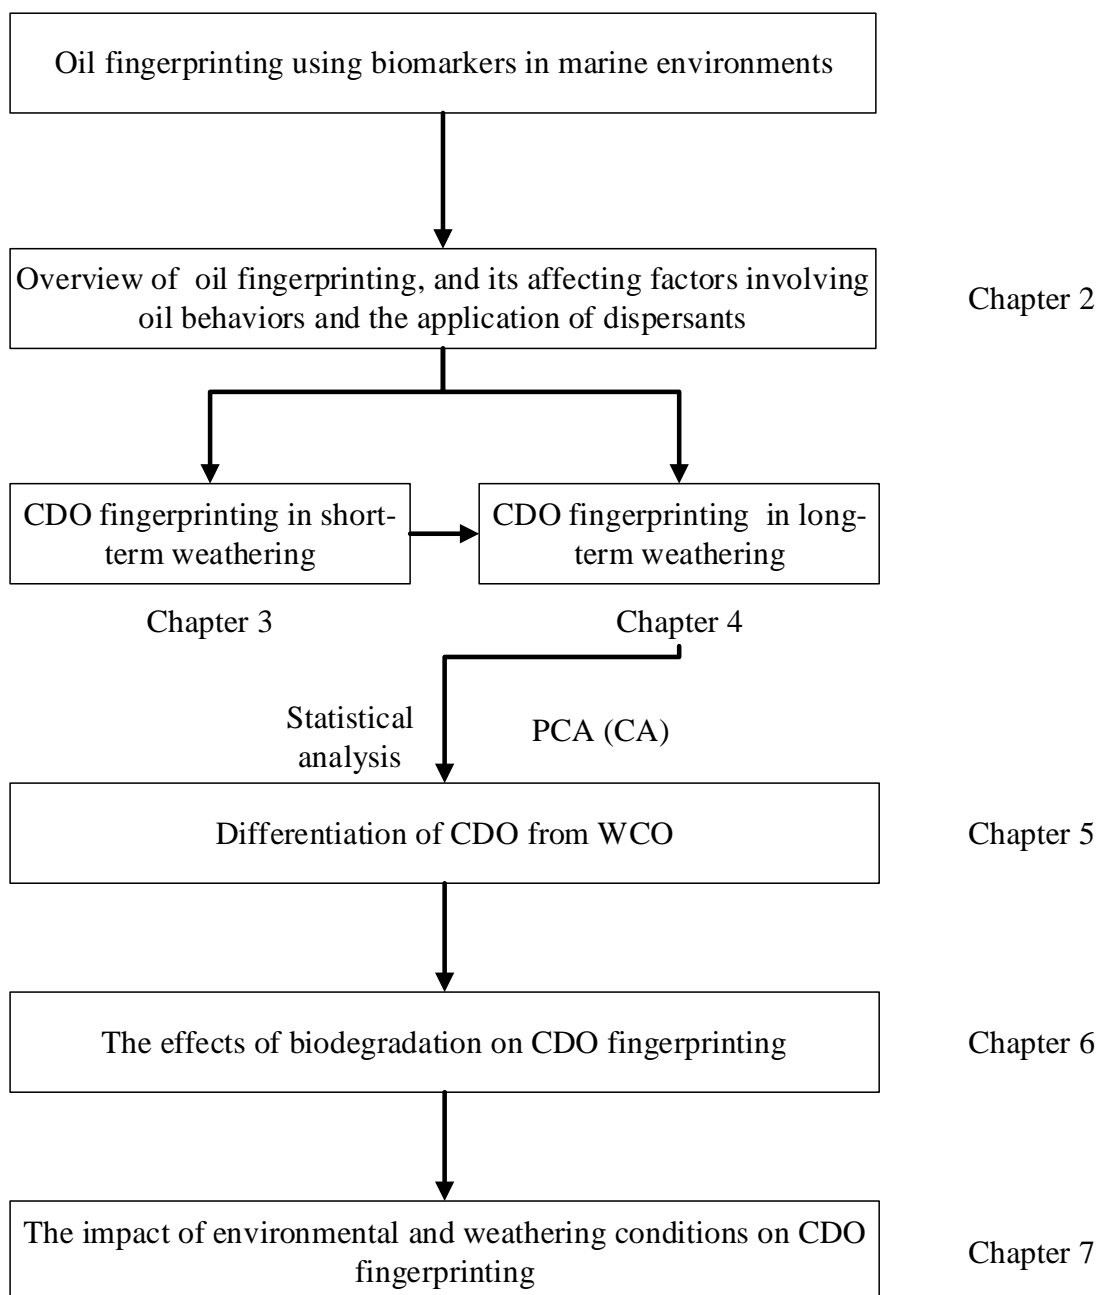 Oil fingerprinting using biomarkers in marine environments
Overview of  oil fingerprinting, and its affecting factors involving
oil behaviors and the application of dispersants
Chapter 2
CDO fingerprinting in short-
term weathering
CDO fingerprinting  in long-
term weathering
Chapter 3
Chapter 4
Statistical
analysis
PCA (CA)
Differentiation of CDO from WCO
Chapter 5
The effects of biodegradation on CDO fingerprinting
Chapter 6
The impact of environmental and weathering conditions on CDO
fingerprinting
Chapter 7